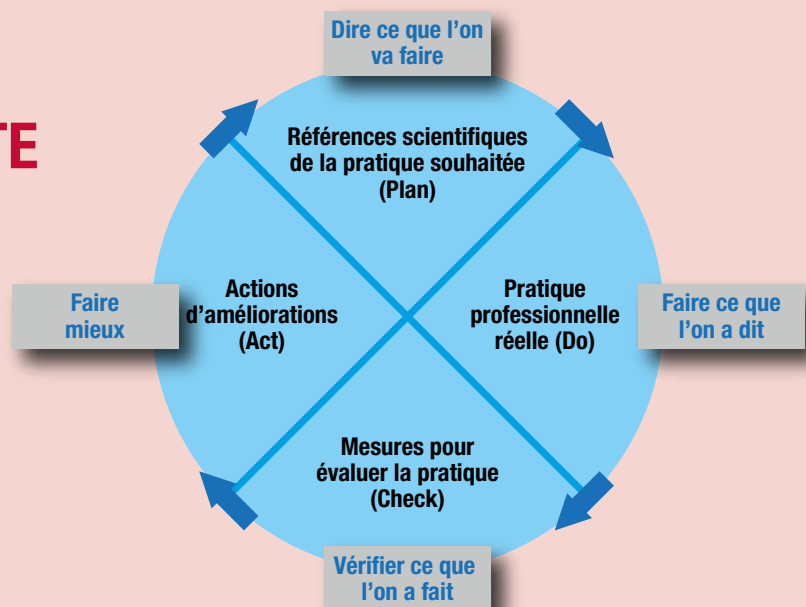 Dire ce que l'on
va faire
TE
Références scientifiques
de la pratique souhaitée
(Plan)
Faire
mieux
Actions
d'améliorations
(Act)
Pratique
professionnelle
réelle (Do)
Faire ce que
l'on a dit
Mesures pour
évaluer la pratique
(Check)
Vérifier ce que
l'on a fait